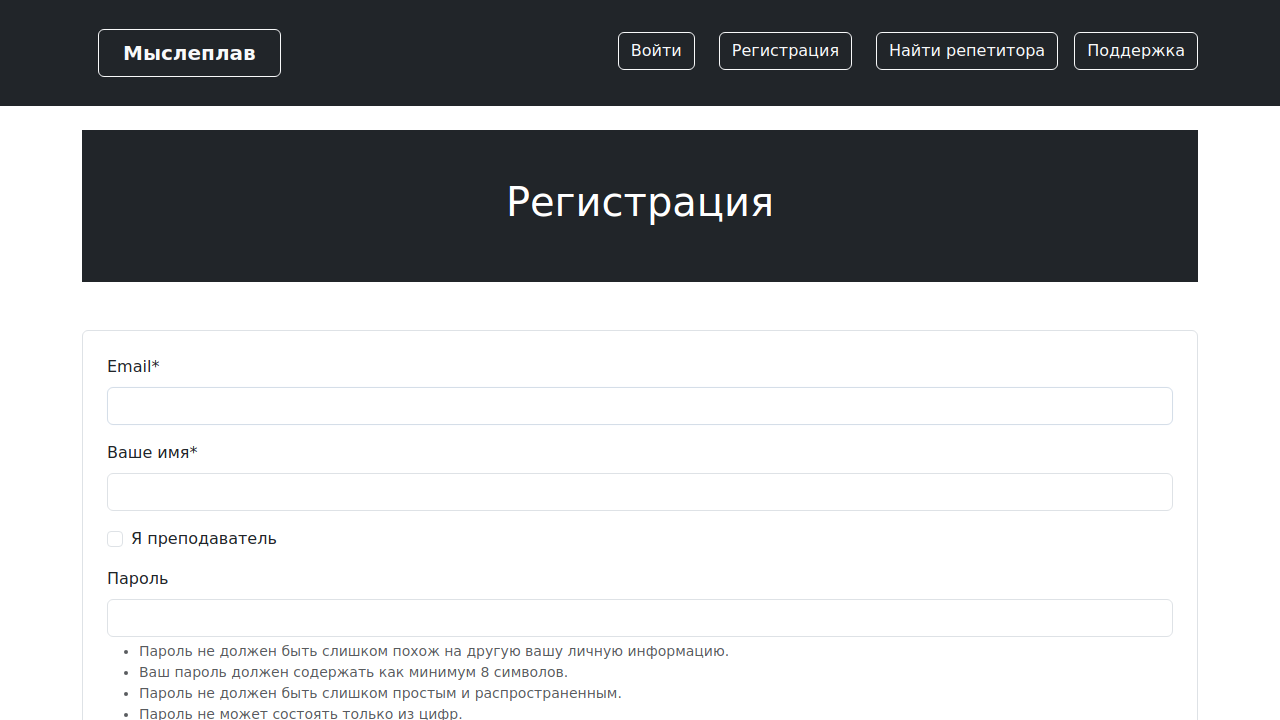 Мыслеплав
Войти
Регистрация
Найти репетитора
Поддержка
Регистрация
Email*
Ваше имя*
Я преподаватель
Пароль
Пароль не должен быть слишком похож на другую вашу личную информацию.
Ваш пароль должен содержать как минимум 8 символов.
Пароль не должен быть слишком простым и распространенным.
Пароль не может состоять только из цифр.